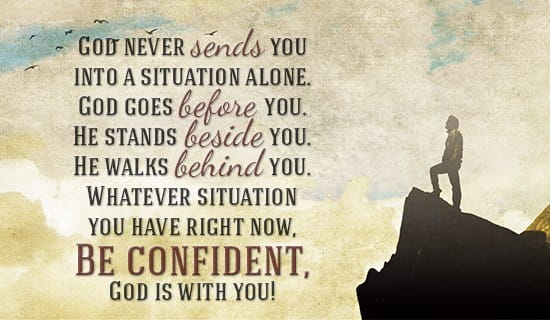 God never sends you
into a situation alone.
God goes before you.
He stands beside you.
He walks behind you.
Whatever situation
you have right now,
Be confident,
God is with you!